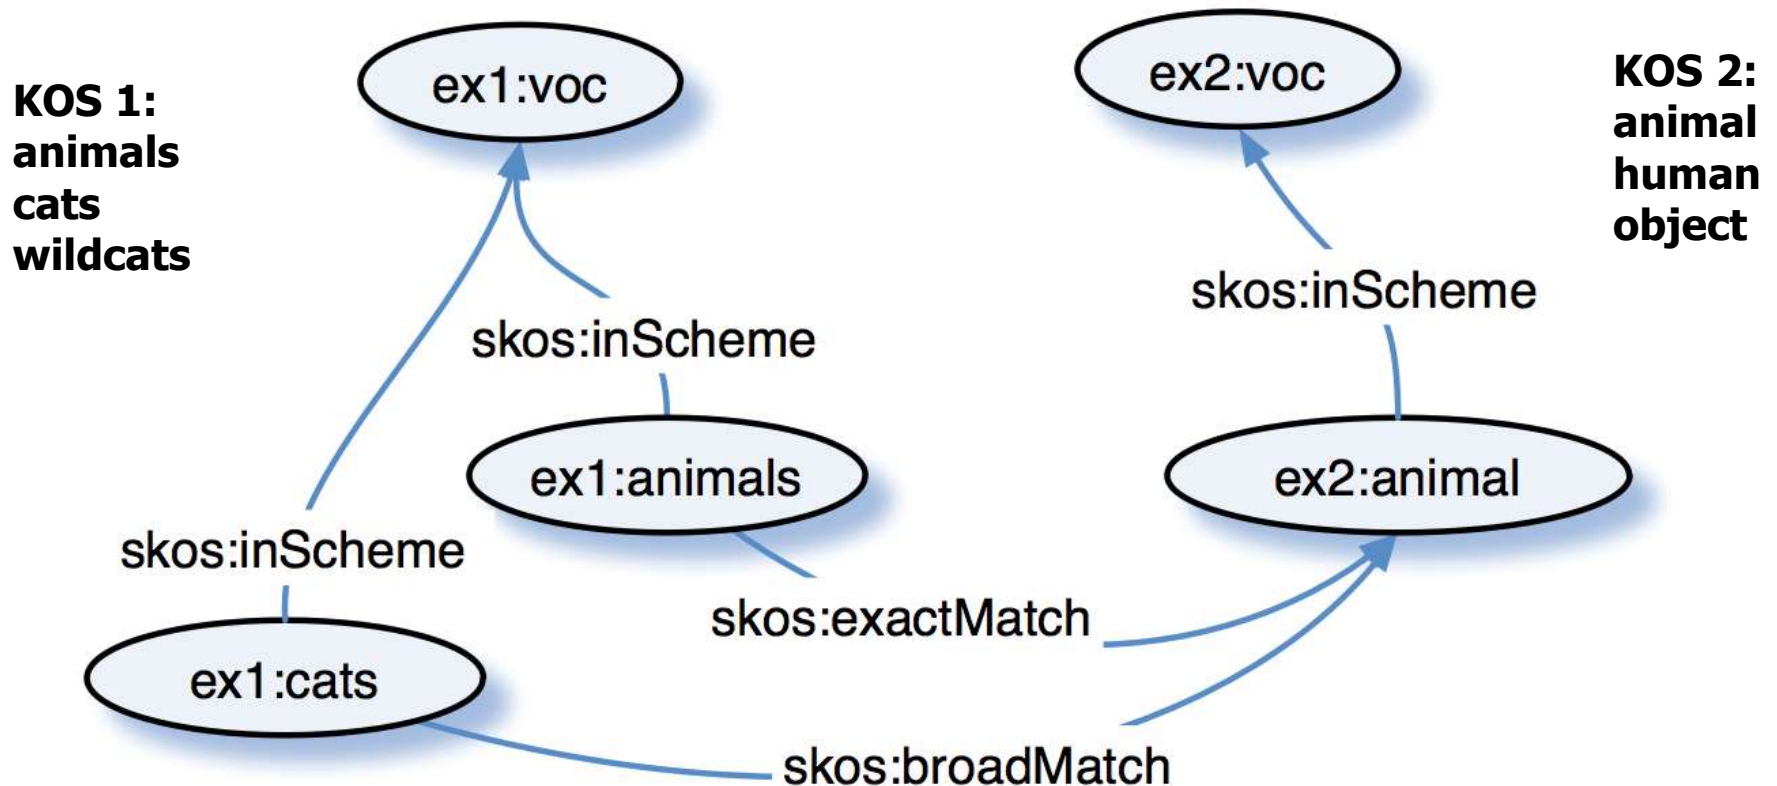 KOS 1:
animals
cats
wildcats
ex1:voc
ex2:voc
KOS 2:
animal
human
object
skos:inScheme
skos:inScheme
ex1:animals
ex2:animal
skos:inScheme
skos:exactMatch
ex1:cats
skos:broadMatch